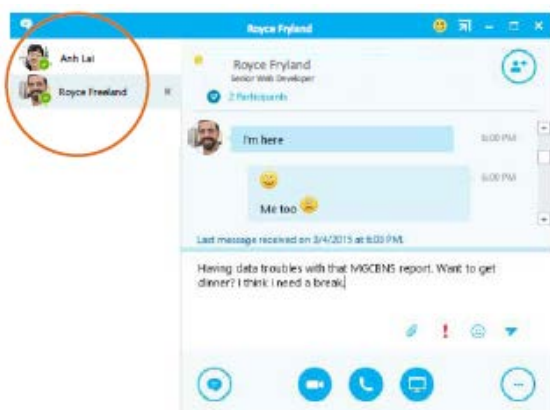 Royce Fryland
Anh Lai
Royce Freeland
Royce Fryland
Senior Web Developer
2 Participants
I'm here
6:00 PM
6:00 PM
Me too
Last message received on 3/4/2015 at 6:03 PM.
Having data troubles with that MGCBNS report. Want to get
dinner? I think I need a break.